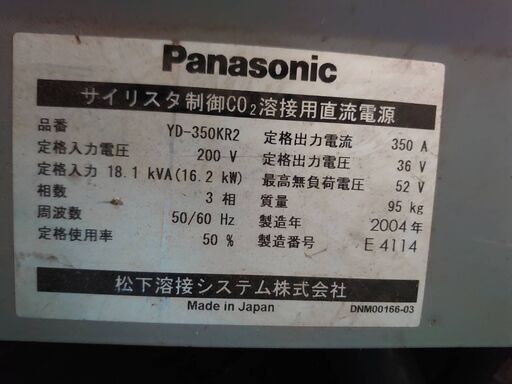 Panasonic
サイリスタ制御CO₂溶接用直流電源
品番 YD-350KR2 定格出力電流 350 A
定格入力電圧 200 V 定格出力電圧 36 V
定格入力 18.1 kVA(16.2 kW) 最高無負荷電圧 52 V
相数 3 相 質量 95 kg
周波数 50/60 Hz 製造年 2004年
定格使用率 50 % 製造番号 E 4114
松下溶接システム株式会社
Made in Japan DNM00166-03